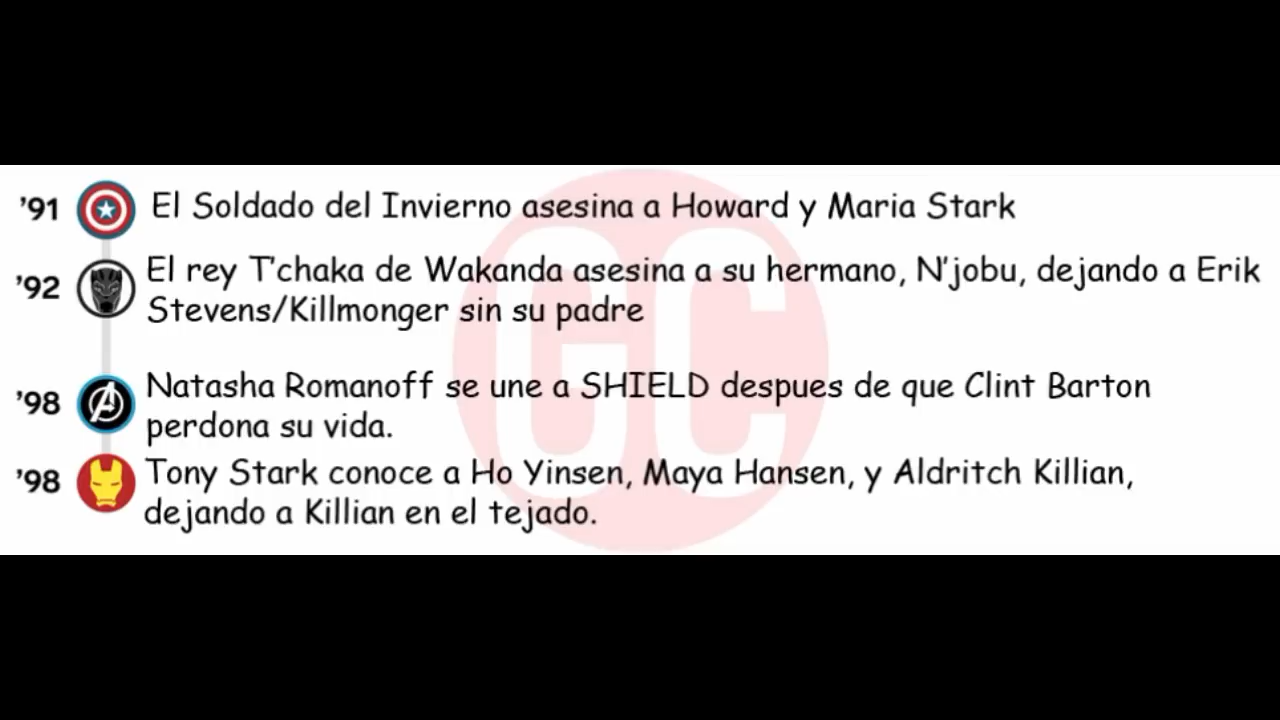 '91 El Soldado del Invierno asesina a Howard y Maria Stark
'92 El rey T'chaka de Wakanda asesina a su hermano, N'jobu, dejando a Erik
Stevens/Killmonger sin su padre
'98 Natasha Romanoff se une a SHIELD despues de que Clint Barton
perdona su vida.
'98 Tony Stark conoce a Ho Yinsen, Maya Hansen, y Aldritch Killian,
dejando a Killian en el tejado.
GC